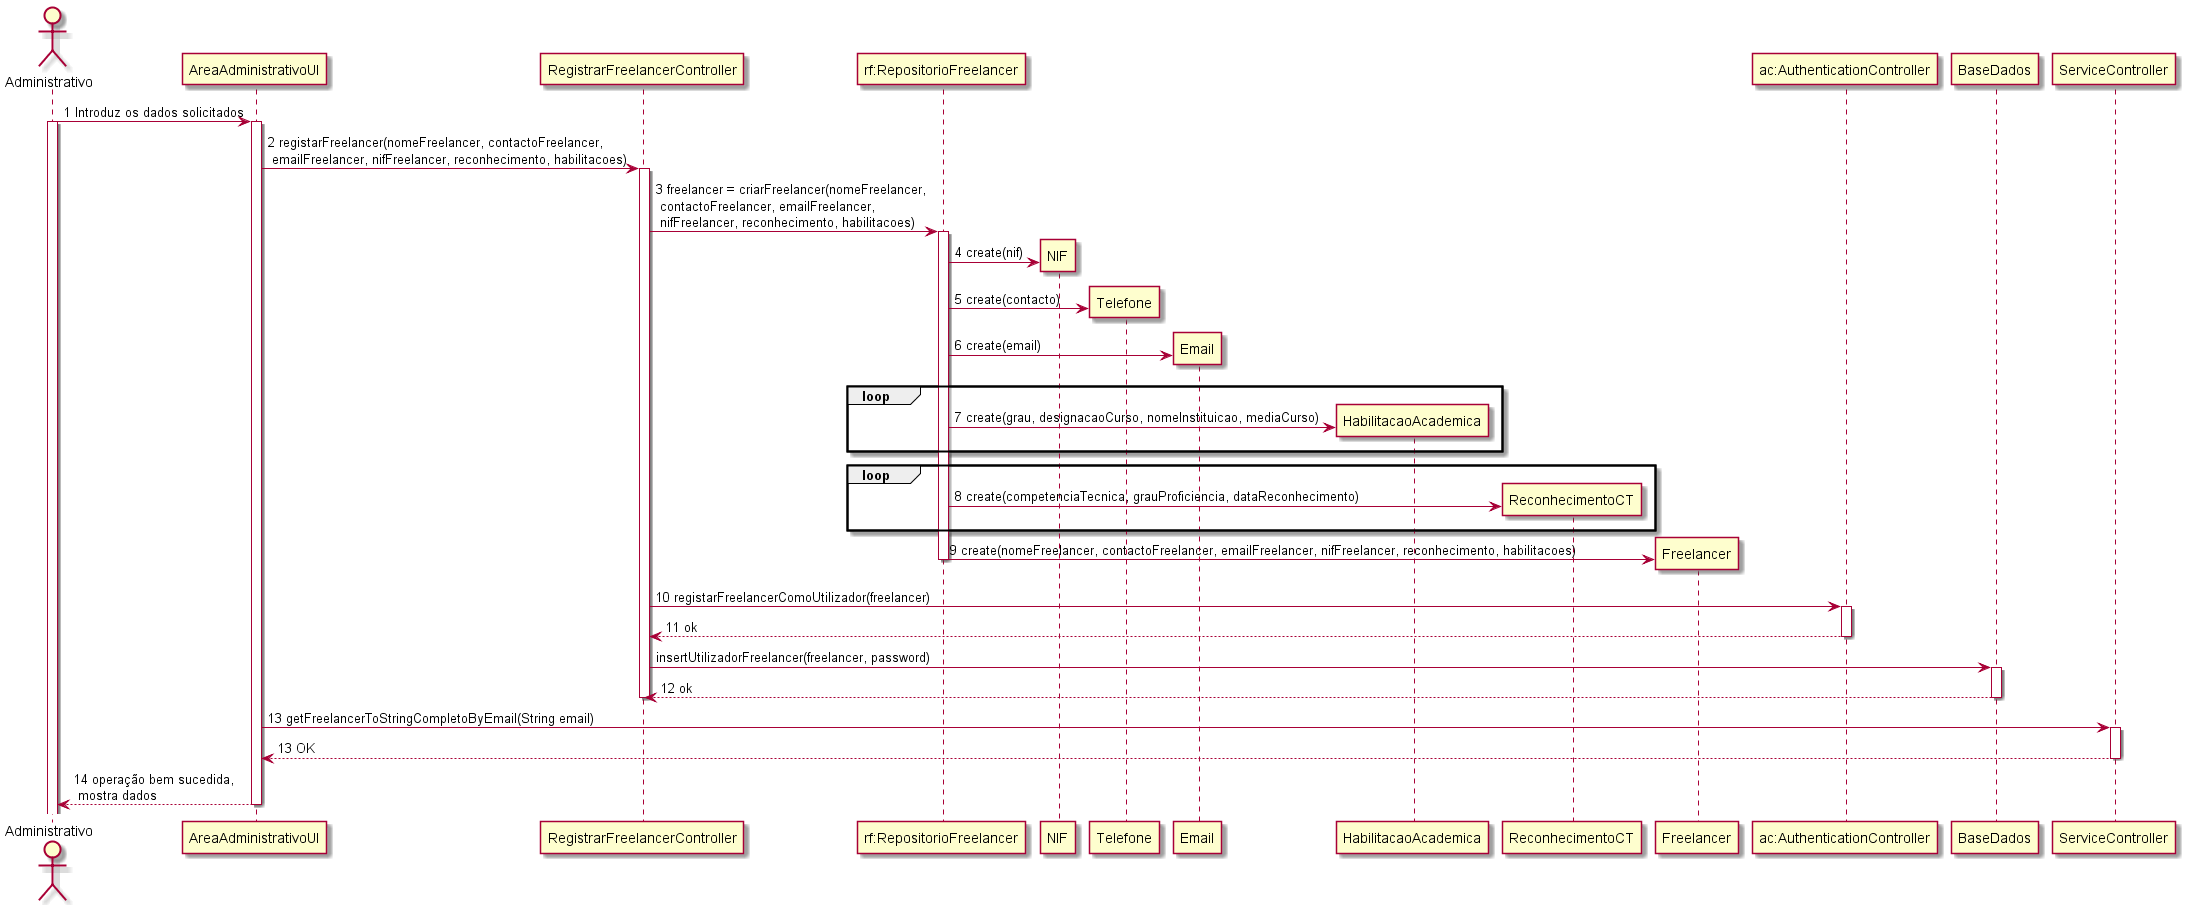 Administrativo
AreaAdministrativoUI
RegistrarFreelancerController
rf:RepositorioFreelancer
ac:AuthenticationController
BaseDados
ServiceController
1 Introduz os dados solicitados
2 registarFreelancer(nomeFreelancer, contactoFreelancer,
emailFreelancer, nifFreelancer, reconhecimento, habilitacoes)
3 freelancer = criarFreelancer(nomeFreelancer,
contactoFreelancer, emailFreelancer,
nifFreelancer, reconhecimento, habilitacoes)
4 create(nif)
NIF
5 create(contacto)
Telefone
6 create(email)
Email
loop
7 create(grau, designacaoCurso, nomeInstituicao, mediaCurso)
HabilitacaoAcademica
loop
8 create(competenciaTecnica, grauProficiencia, dataReconhecimento)
ReconhecimentoCT
9 create(nomeFreelancer, contactoFreelancer, emailFreelancer, nifFreelancer, reconhecimento, habilitacoes)
Freelancer
10 registarFreelancerComoUtilizador(freelancer)
11 ok
insertUtilizadorFreelancer(freelancer, password)
12 ok
13 getFreelancerToStringCompletoByEmail(String email)
13 OK
14 operação bem sucedida,
mostra dados
Administrativo
AreaAdministrativoUI
RegistrarFreelancerController
rf:RepositorioFreelancer
NIF
Telefone
Email
HabilitacaoAcademica
ReconhecimentoCT
Freelancer
ac:AuthenticationController
BaseDados
ServiceController